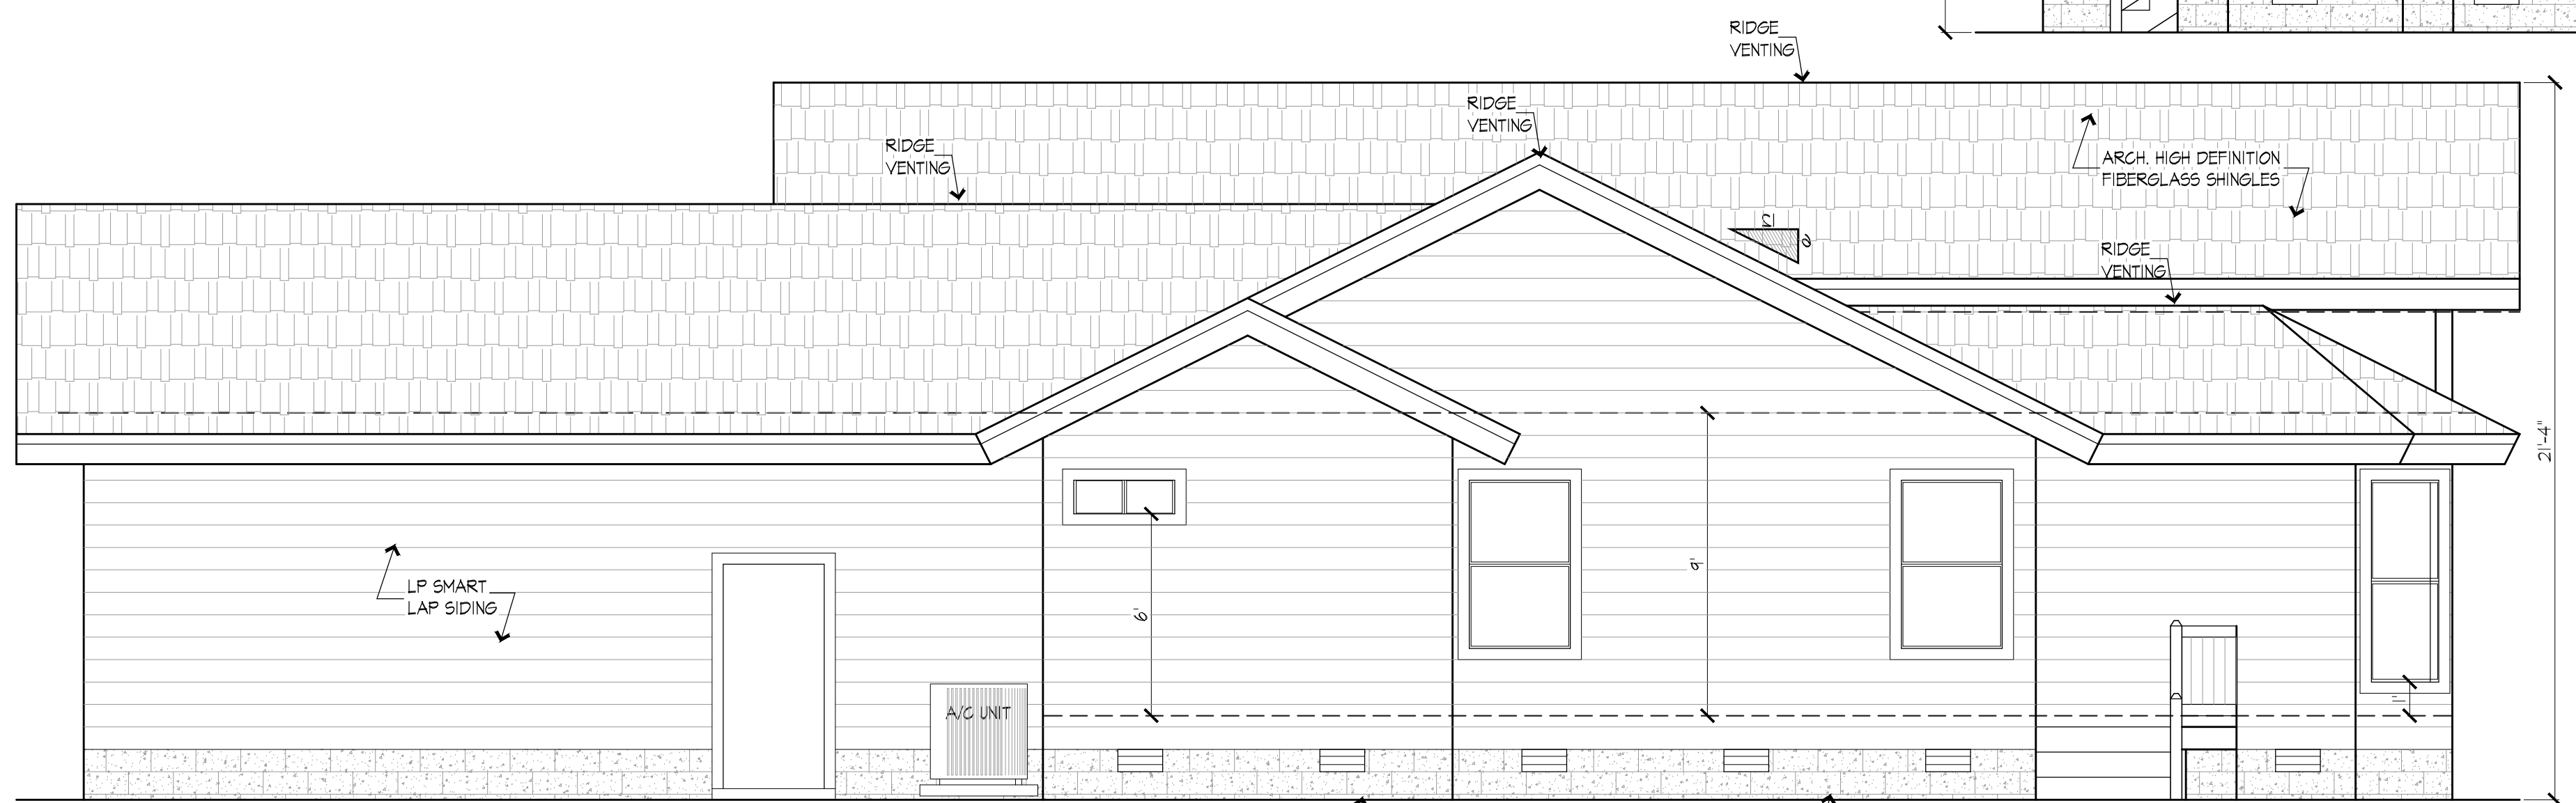 RIDGE
VENTING
RIDGE
VENTING
RIDGE
VENTING
ARCH. HIGH DEFINITION
FIBERGLASS SHINGLES
12
6
RIDGE
VENTING
21'-4"
9'
LP SMART
LAP SIDING
6'
A/C UNIT
1'